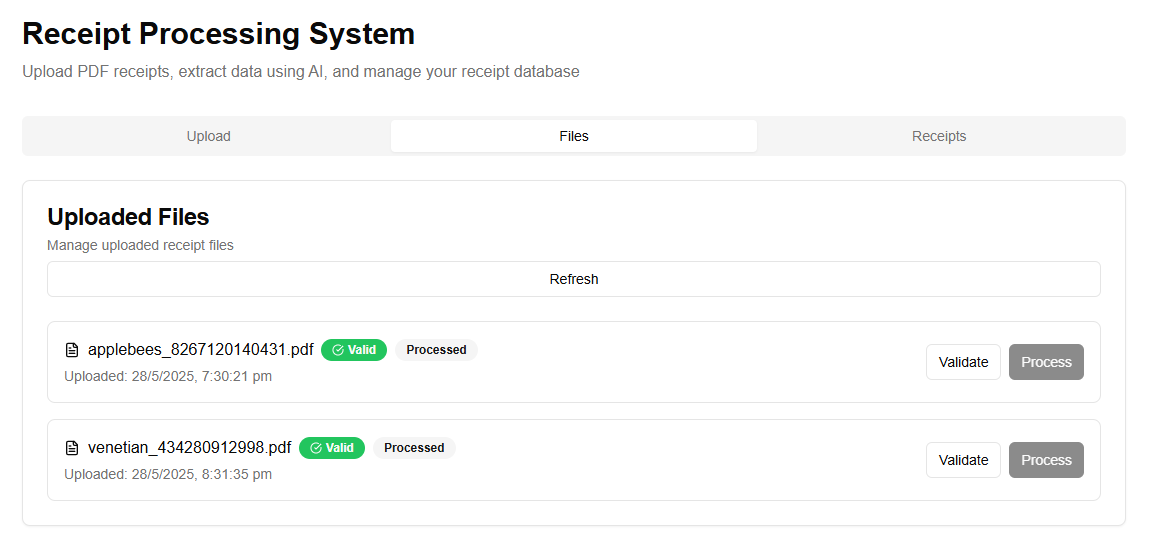 Receipt Processing System
Upload PDF receipts, extract data using AI, and manage your receipt database
Upload Files Receipts
Uploaded Files
Manage uploaded receipt files
Refresh
applebees_8267120140431.pdf Valid Processed
Uploaded: 28/5/2025, 7:30:21 pm
Validate Process
venetian_434280912998.pdf Valid Processed
Uploaded: 28/5/2025, 8:31:35 pm
Validate Process